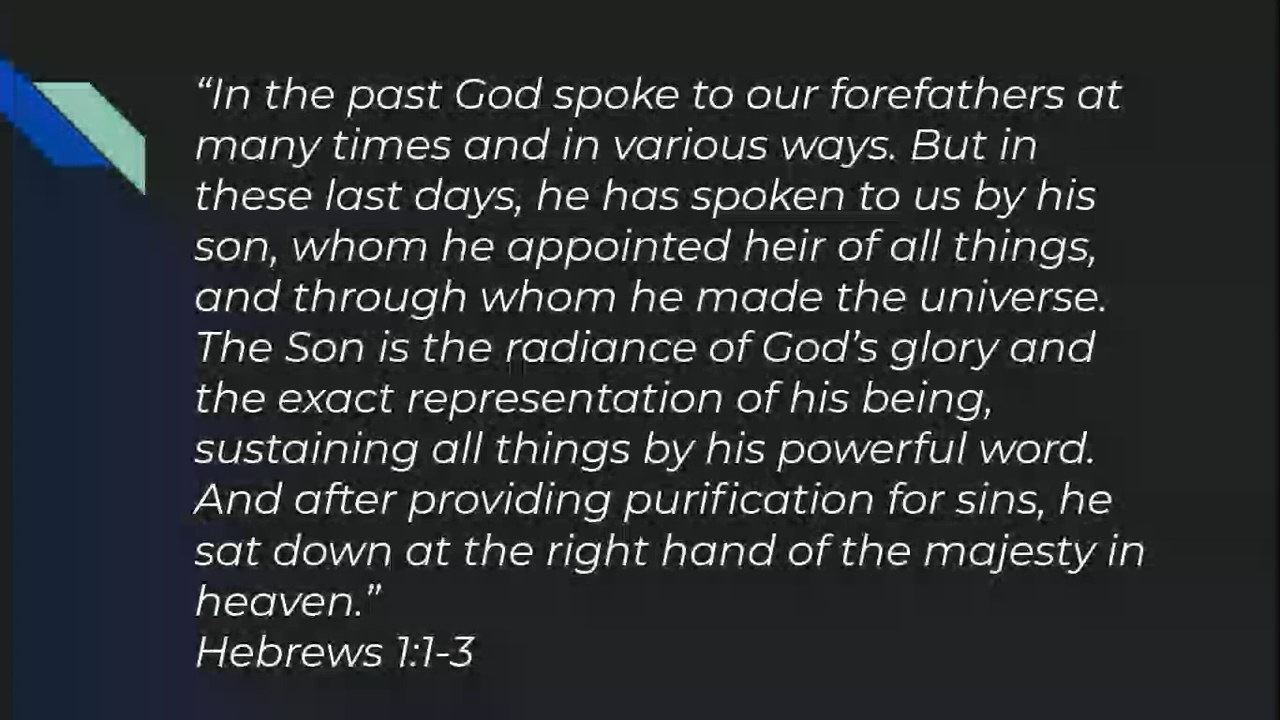 “In the past God spoke to our forefathers at
many times and in various ways. But in
these last days, he has spoken to us by his
son, whom he appointed heir of all things,
and through whom he made the universe.
The Son is the radiance of God’s glory and
the exact representation of his being,
sustaining all things by his powerful word.
And after providing purification for sins, he
sat down at the right hand of the majesty in
heaven.”
Hebrews 1:1-3